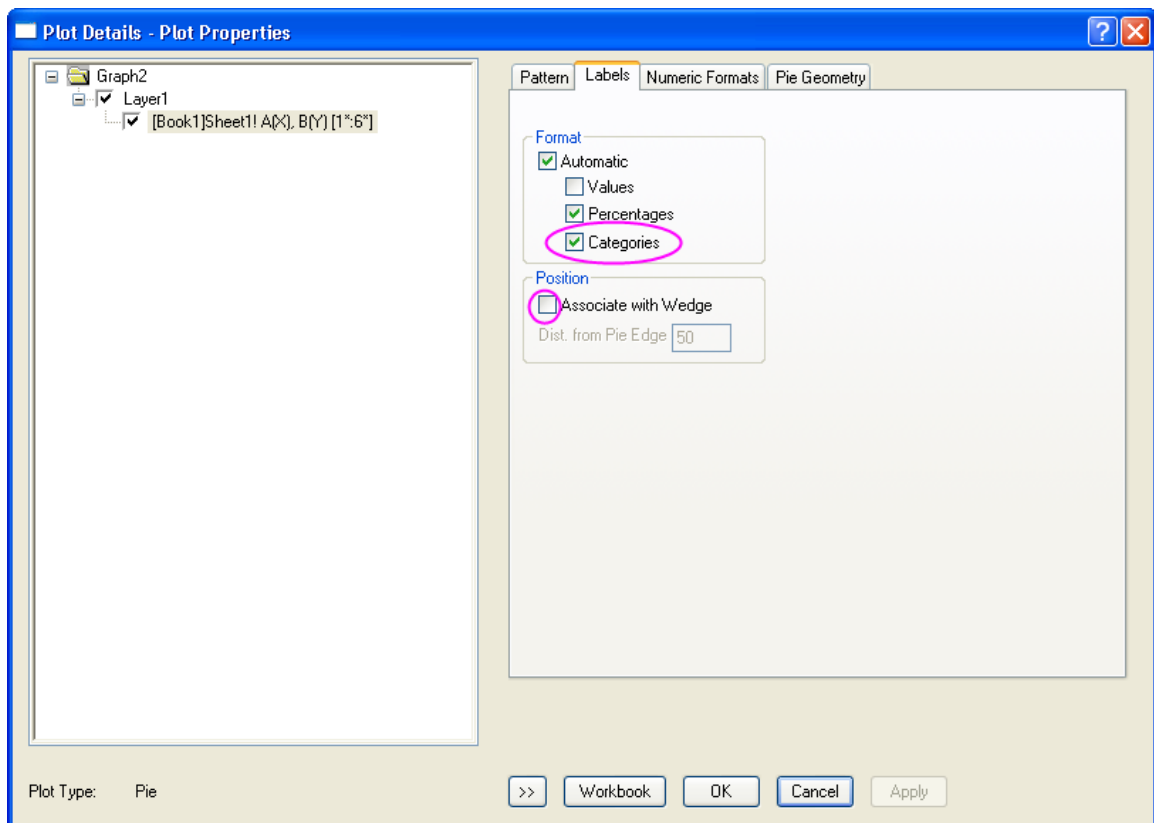 Plot Details - Plot Properties
Graph2
Layer1
[Book1]Sheet1! A(X), B(Y) [1*:6*]
Pattern Labels Numeric Formats Pie Geometry
Format
Automatic
Values
Percentages
Categories
Position
Associate with Wedge
Dist. from Pie Edge 50
Plot Type: Pie
>> Workbook OK Cancel Apply